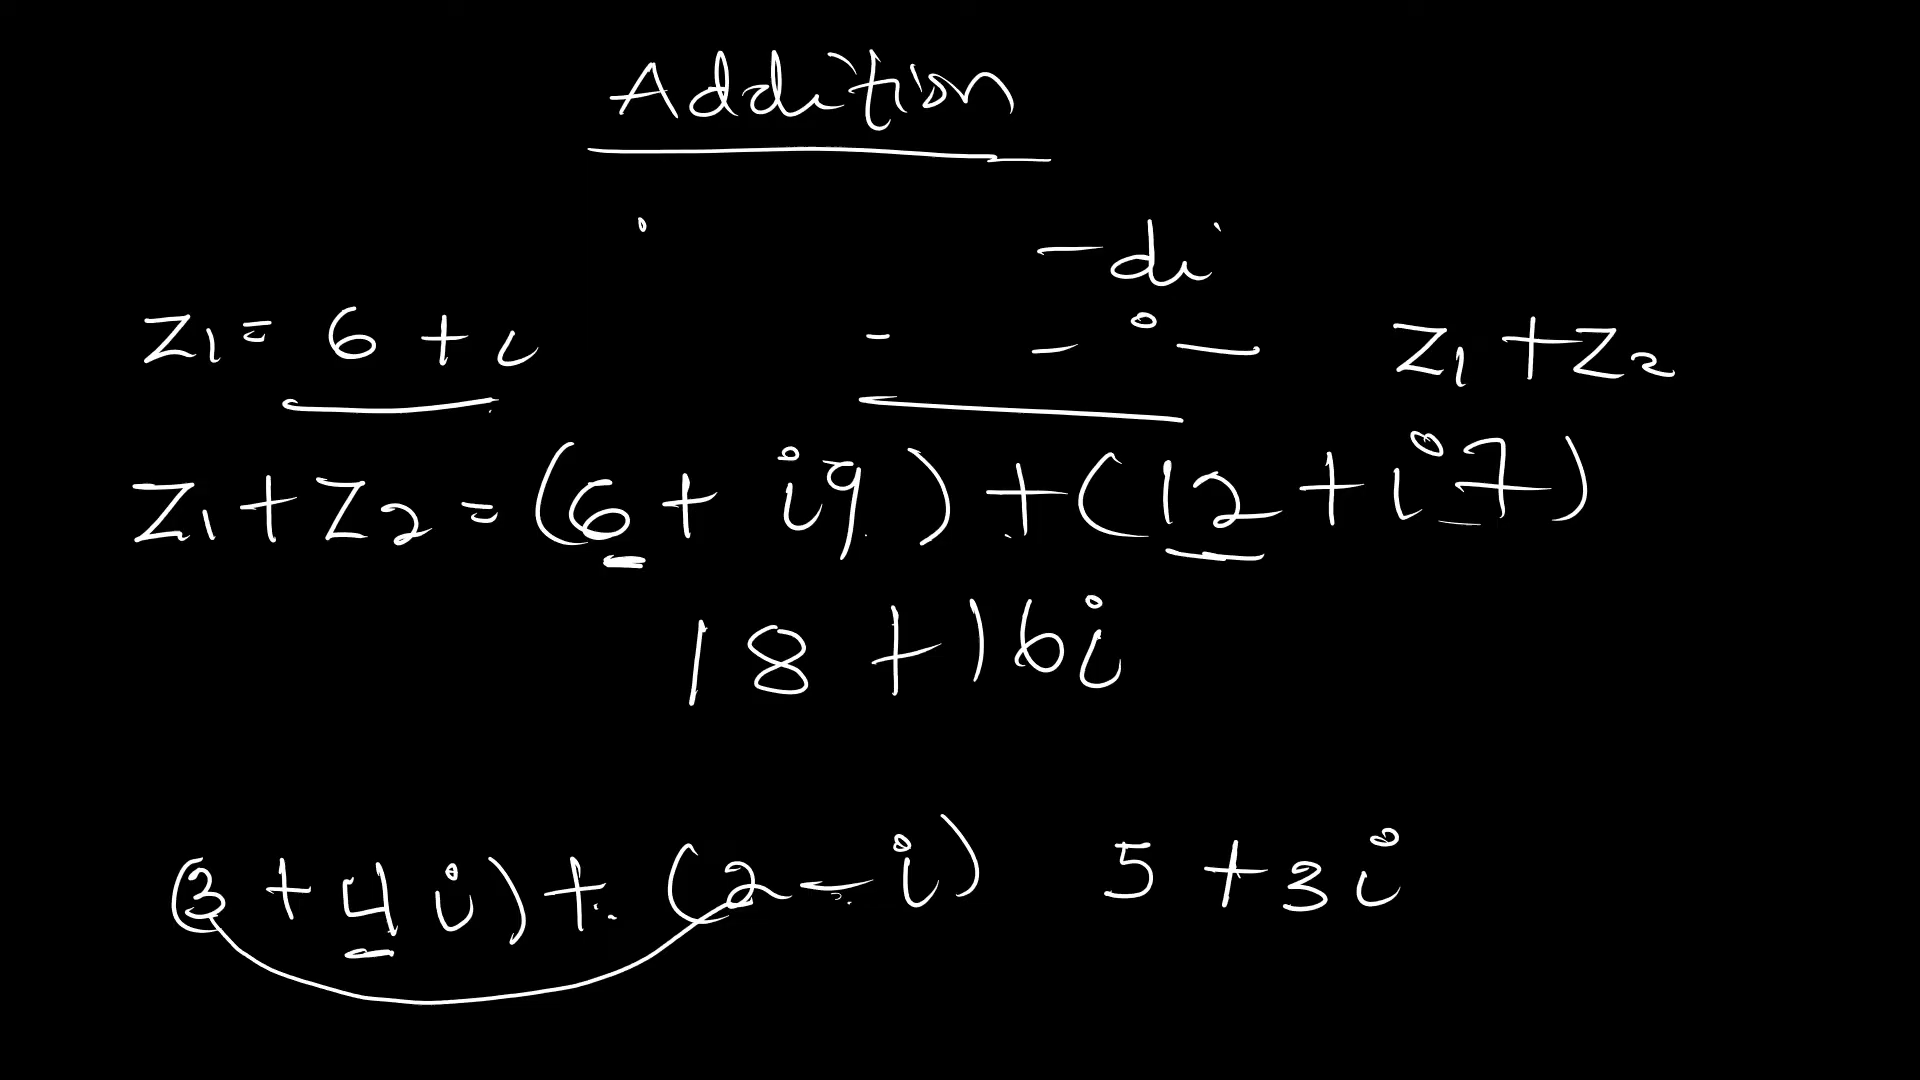 Addition
-di
Z1 = 6 + i
- - - Z1 + Z2
Z1 + Z2 = (6 + i9) + (12 + i7)
18 + 16i
(3 + 4i) + (2 - i) 5 + 3i